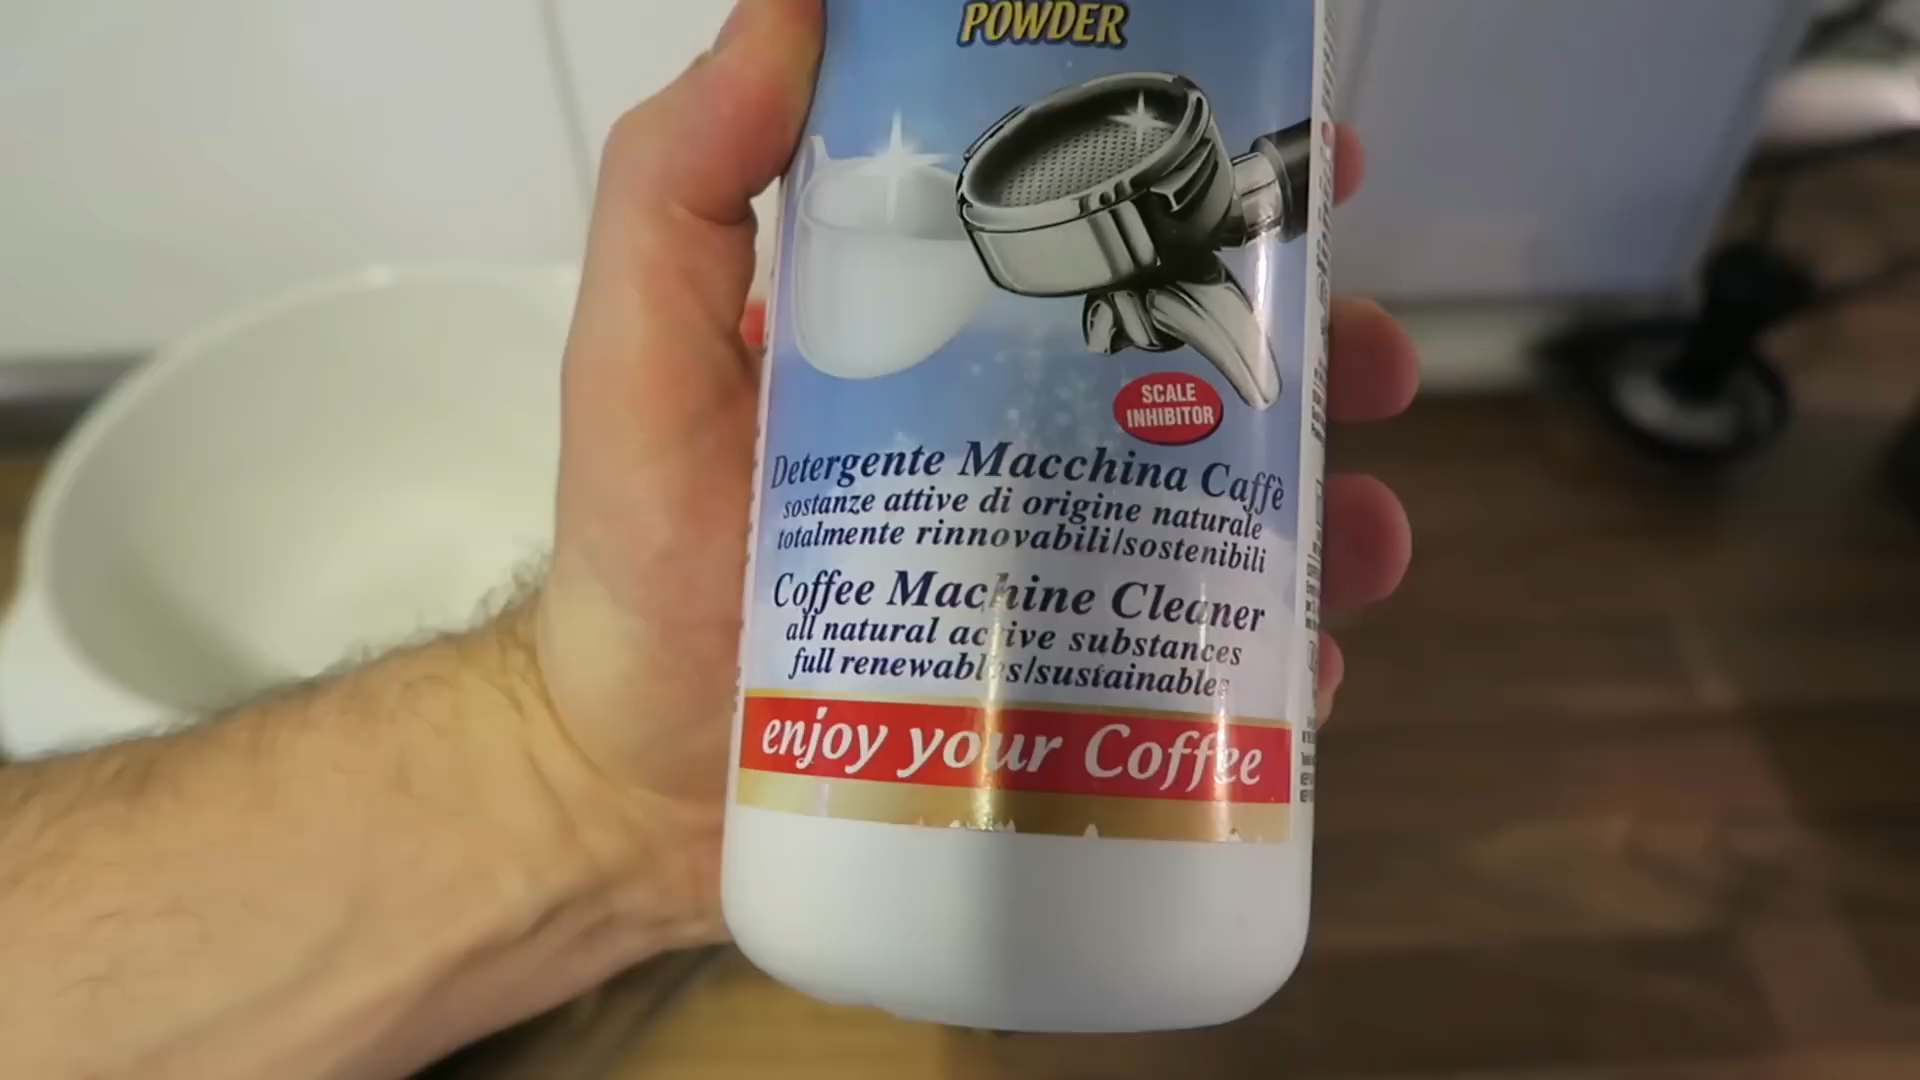 POWDER
SCALE
INHIBITOR
Detergente Macchina Caffè
sostanze attive di origine naturale
totalmente rinnovabili/sostenibili
Coffee Machine Cleaner
all natural active substances
full renewables/sustainables
enjoy your Coffee